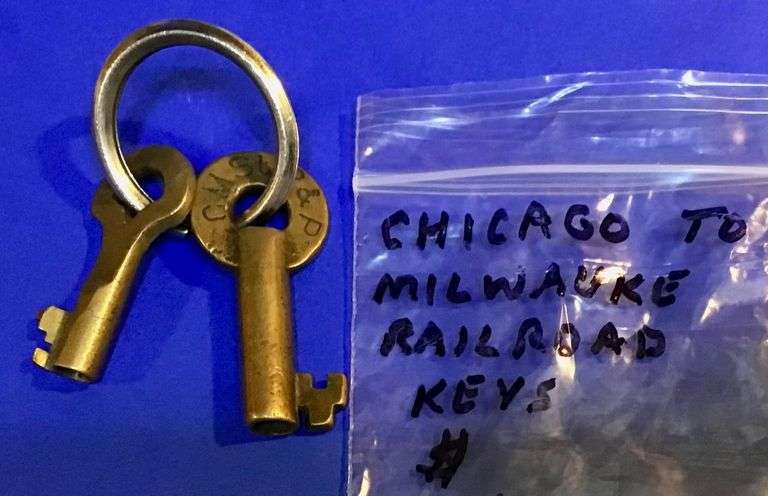 CHICAGO TO
MILWAUKE
RAILROAD
KEYS
#